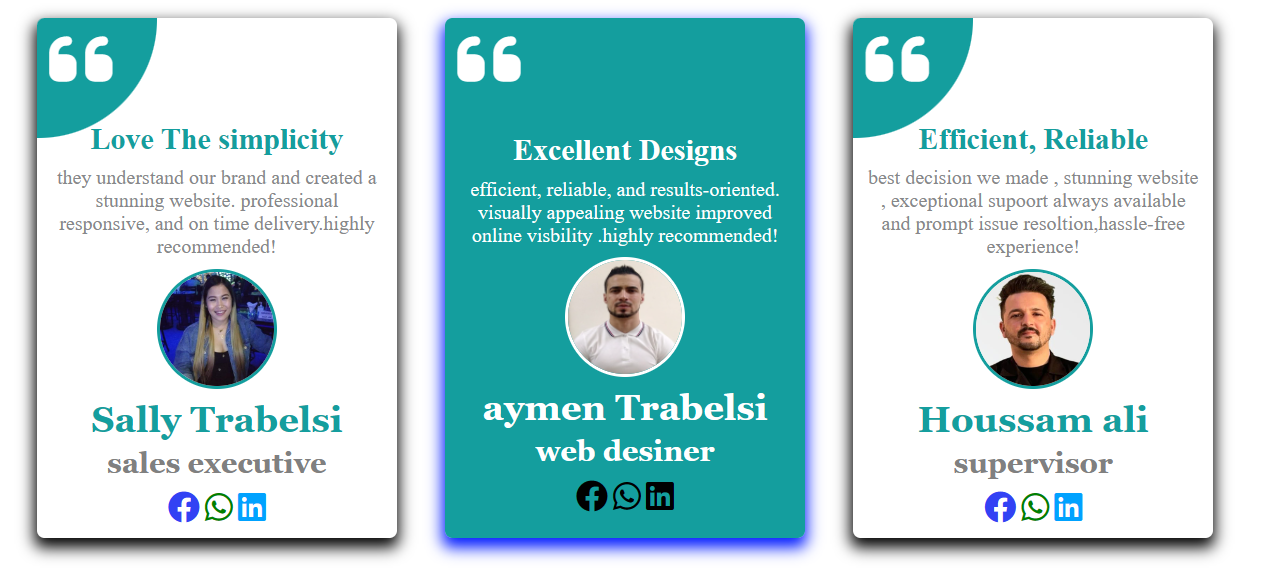 Love The simplicity
they understand our brand and created a
stunning website. professional
responsive, and on time delivery.highly
recommended!
Sally Trabelsi
sales executive
Excellent Designs
efficient, reliable, and results-oriented.
visually appealing website improved
online visbility .highly recommended!
aymen Trabelsi
web desiner
Efficient, Reliable
best decision we made , stunning website
, exceptional supoort always available
and prompt issue resoltion,hassle-free
experience!
Houssam ali
supervisor